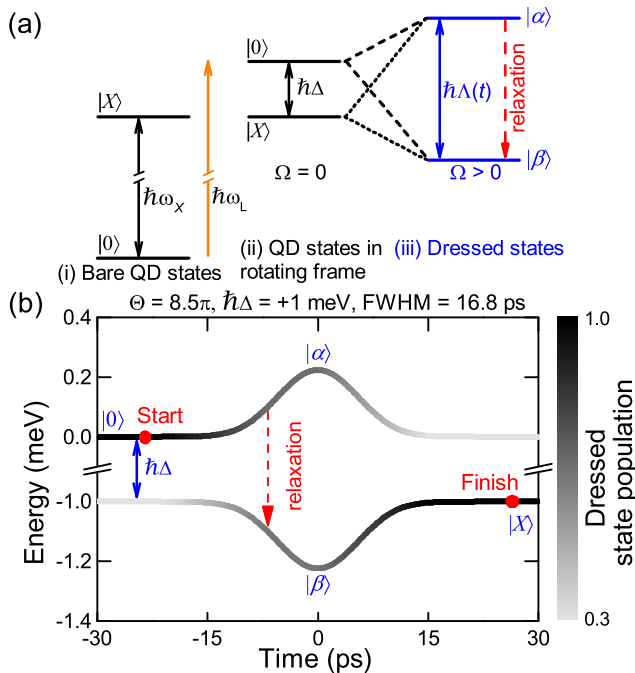 (a)
|X⟩
|0⟩
ħω_X
ħω_L
(i) Bare QD states
|0⟩
ħΔ
|X⟩
Ω = 0
(ii) QD states in
rotating frame
|α⟩
ħΛ(t)
relaxation
|β⟩
Ω > 0
(iii) Dressed states
(b)
Θ = 8.5π, ħΔ = +1 meV, FWHM = 16.8 ps
Energy (meV)
0.4
0.2
0.0
-1.0
-1.2
-1.4
|0⟩
Start
ħΔ
|α⟩
relaxation
|β⟩
Finish
|X⟩
-30
-15
0
15
30
Time (ps)
1.0
0.3
Dressed
state population